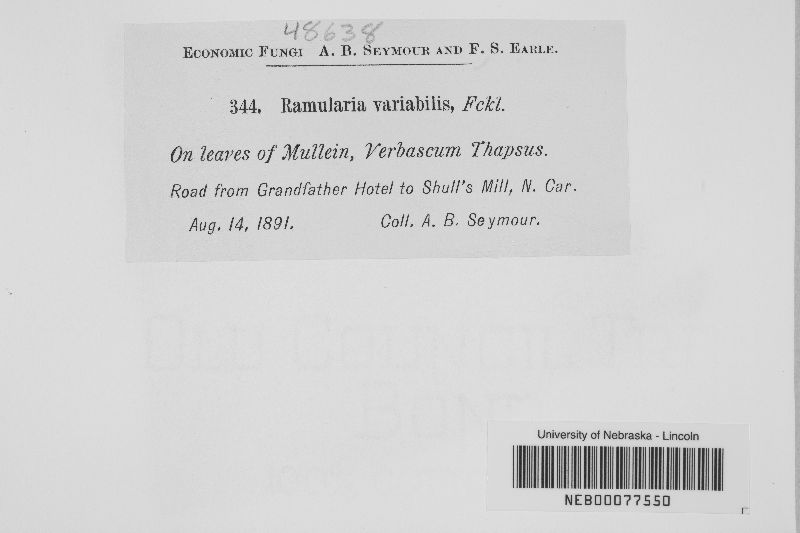 48638
Economic Fungi A. B. Seymour and F. S. Earle.
344. Ramularia variabilis, Fckl.
On leaves of Mullein, Verbascum Thapsus.
Road from Grandfather Hotel to Shull's Mill, N. Car.
Aug. 14, 1891. Coll. A. B. Seymour.
University of Nebraska - Lincoln
NEB00077550